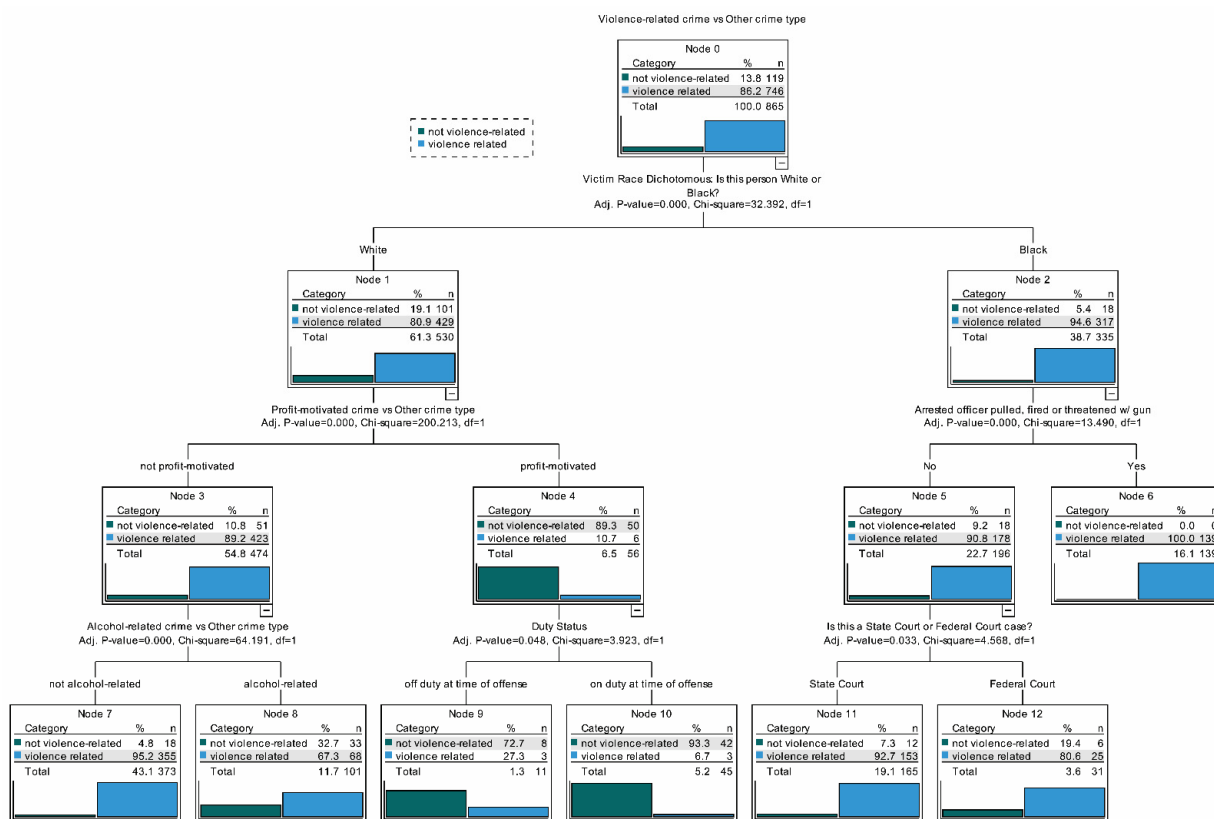 Violence-related crime vs Other crime type
Node 0
Category % n
not violence-related 13.8 119
violence related 86.2 746
Total 100.0 865
not violence-related
violence related
Victim Race Dichotomous: Is this person White or
Black?
Adj. P-value=0.000, Chi-square=32.392, df=1
White
Black
Node 1
Category % n
not violence-related 19.1 101
violence related 80.9 429
Total 61.3 530
Node 2
Category % n
not violence-related 5.4 18
violence related 94.6 317
Total 38.7 335
Profit-motivated crime vs Other crime type
Adj. P-value=0.000, Chi-square=200.213, df=1
Arrested officer pulled, fired or threatened w/ gun
Adj. P-value=0.000, Chi-square=13.490, df=1
not profit-motivated
profit-motivated
No
Yes
Node 3
Category % n
not violence-related 10.8 51
violence related 89.2 423
Total 54.8 474
Node 4
Category % n
not violence-related 89.3 50
violence related 10.7 6
Total 6.5 56
Node 5
Category % n
not violence-related 9.2 18
violence related 90.8 178
Total 22.7 196
Node 6
Category % n
not violence-related 0.0 0
violence related 100.0 139
Total 16.1 139
Alcohol-related crime vs Other crime type
Adj. P-value=0.000, Chi-square=64.191, df=1
Duty Status
Adj. P-value=0.048, Chi-square=3.923, df=1
Is this a State Court or Federal Court case?
Adj. P-value=0.033, Chi-square=4.568, df=1
not alcohol-related
alcohol-related
off duty at time of offense
on duty at time of offense
State Court
Federal Court
Node 7
Category % n
not violence-related 4.8 18
violence related 95.2 355
Total 43.1 373
Node 8
Category % n
not violence-related 32.7 33
violence related 67.3 68
Total 11.7 101
Node 9
Category % n
not violence-related 72.7 8
violence related 27.3 3
Total 1.3 11
Node 10
Category % n
not violence-related 93.3 42
violence related 6.7 3
Total 5.2 45
Node 11
Category % n
not violence-related 7.3 12
violence related 92.7 153
Total 19.1 165
Node 12
Category % n
not violence-related 19.4 6
violence related 80.6 25
Total 3.6 31